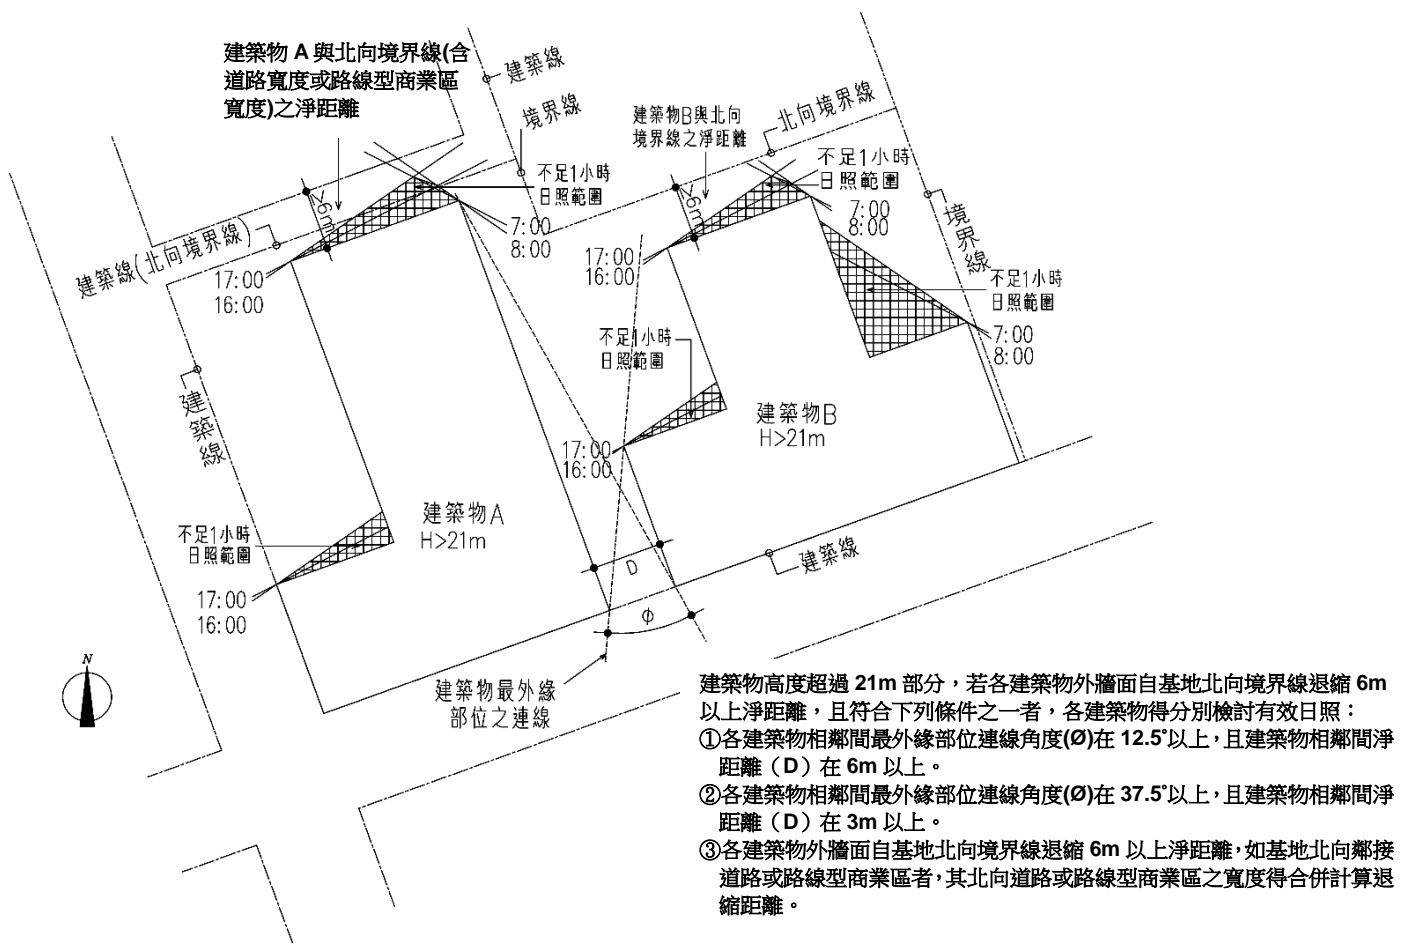 建築物 A 與北向境界線(含
道路寬度或路線型商業區
寬度)之淨距離
建築線
境界線
建築物B與北向
境界線之淨距離
北向境界線
不足1小時
日照範圍
不足1小時
日照範圍
≥6m
≥6m
7:00
8:00
7:00
8:00
境界線
建築線(北向境界線)
17:00
16:00
17:00
16:00
不足1小時
日照範圍
7:00
8:00
不足1小時
日照範圍
建築線
建築物B
H>21m
17:00
16:00
建築物A
H>21m
不足1小時
日照範圍
D
建築線
17:00
16:00
Ø
N
建築物最外緣
部位之連線
建築物高度超過 21m 部分，若各建築物外牆面自基地北向境界線退縮 6m
以上淨距離，且符合下列條件之一者，各建築物得分別檢討有效日照：
①各建築物相鄰間最外緣部位連線角度(Ø)在 12.5°以上，且建築物相鄰間淨
距離（D）在 6m 以上。
②各建築物相鄰間最外緣部位連線角度(Ø)在 37.5°以上，且建築物相鄰間淨
距離（D）在 3m 以上。
③各建築物外牆面自基地北向境界線退縮 6m 以上淨距離，如基地北向鄰接
道路或路線型商業區者，其北向道路或路線型商業區之寬度得合併計算退
縮距離。